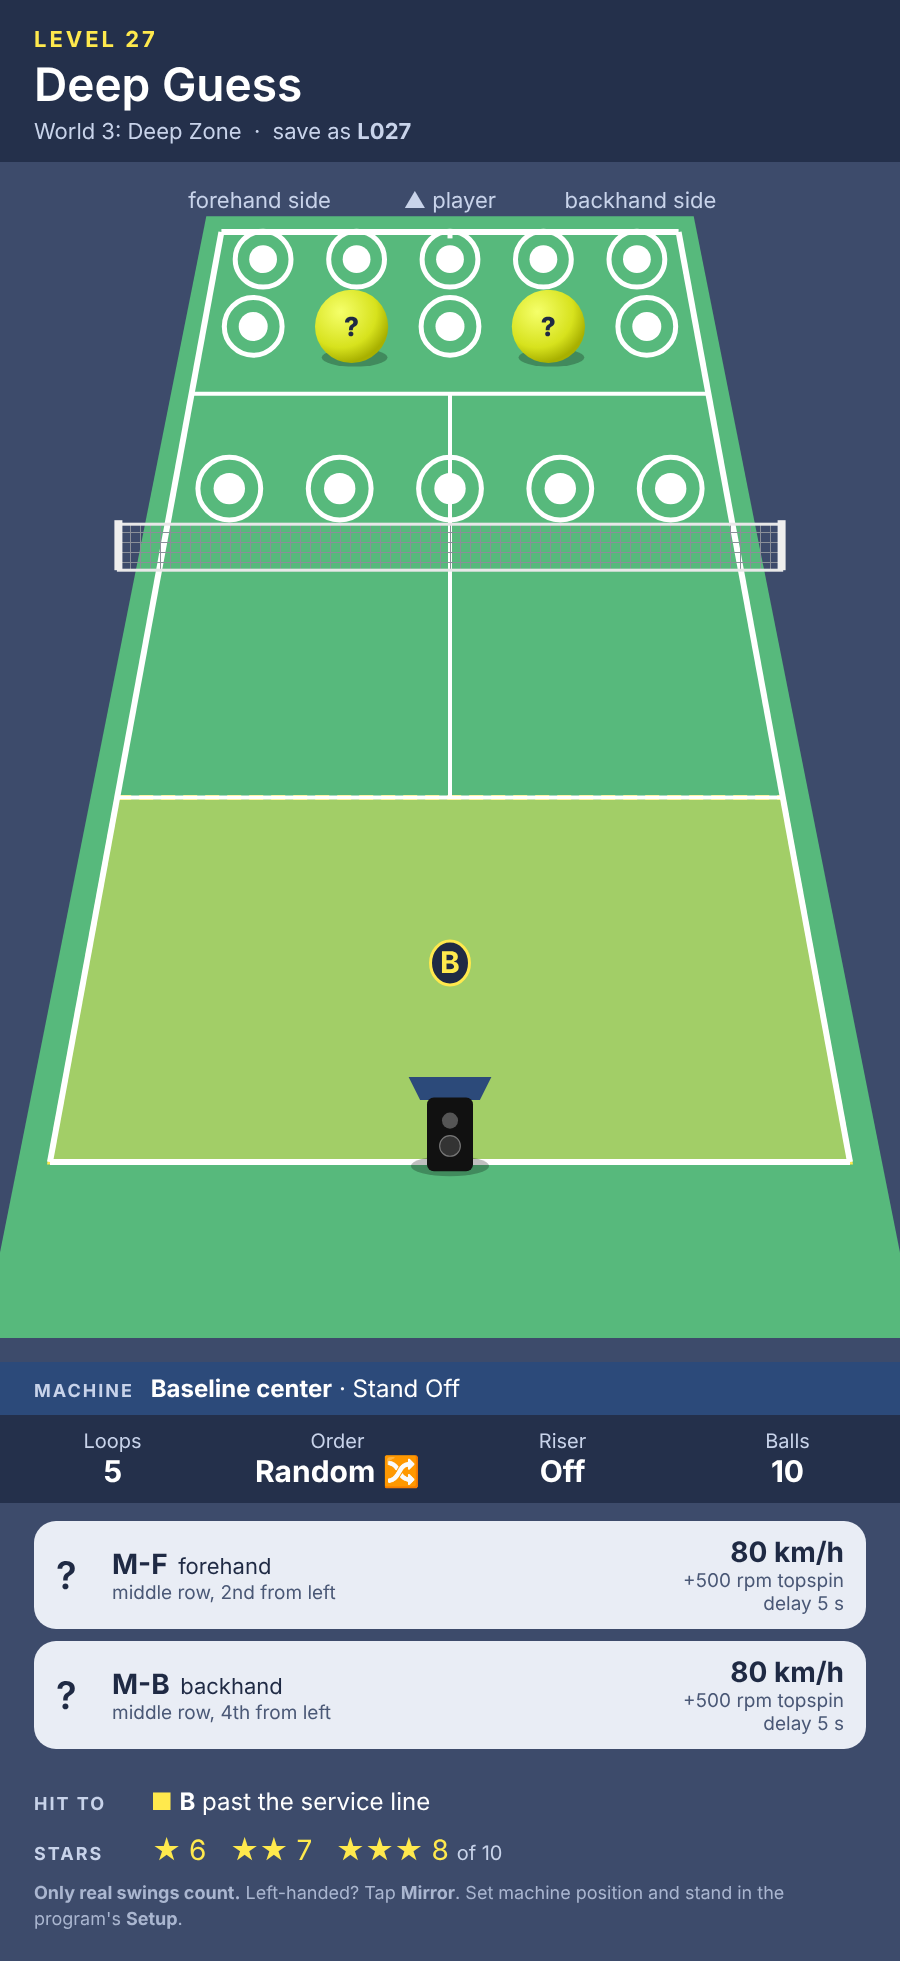 LEVEL 27
Deep Guess
World 3: Deep Zone · save as L027
forehand side ▲ player backhand side
? ?
B
MACHINE Baseline center · Stand Off
Loops Order Riser Balls
5 Random 🔀 Off 10
? M-F forehand 80 km/h
middle row, 2nd from left +500 rpm topspin
delay 5 s
? M-B backhand 80 km/h
middle row, 4th from left +500 rpm topspin
delay 5 s
HIT TO B past the service line
STARS ★ 6 ★★ 7 ★★★ 8 of 10
Only real swings count. Left-handed? Tap Mirror. Set machine position and stand in the
program's Setup.